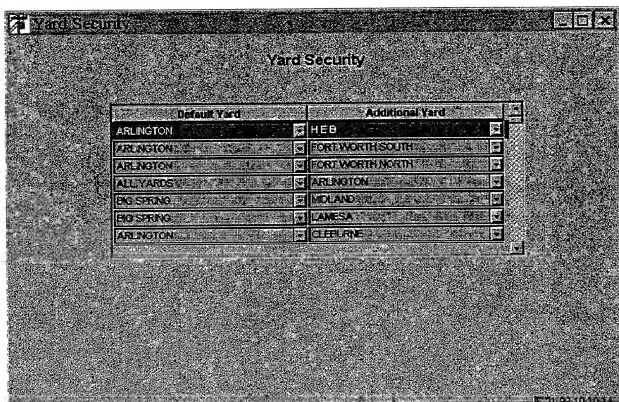 Yard Security
Yard Security
Default Yard Additional Yard
ARLINGTON H E B
ARLINGTON FORT WORTH SOUTH
ARLINGTON FORT WORTH NORTH
ALL YARDS ARLINGTON
BIG SPRING MIDLAND
BIG SPRING LAMESA
ARLINGTON CLEBURNE